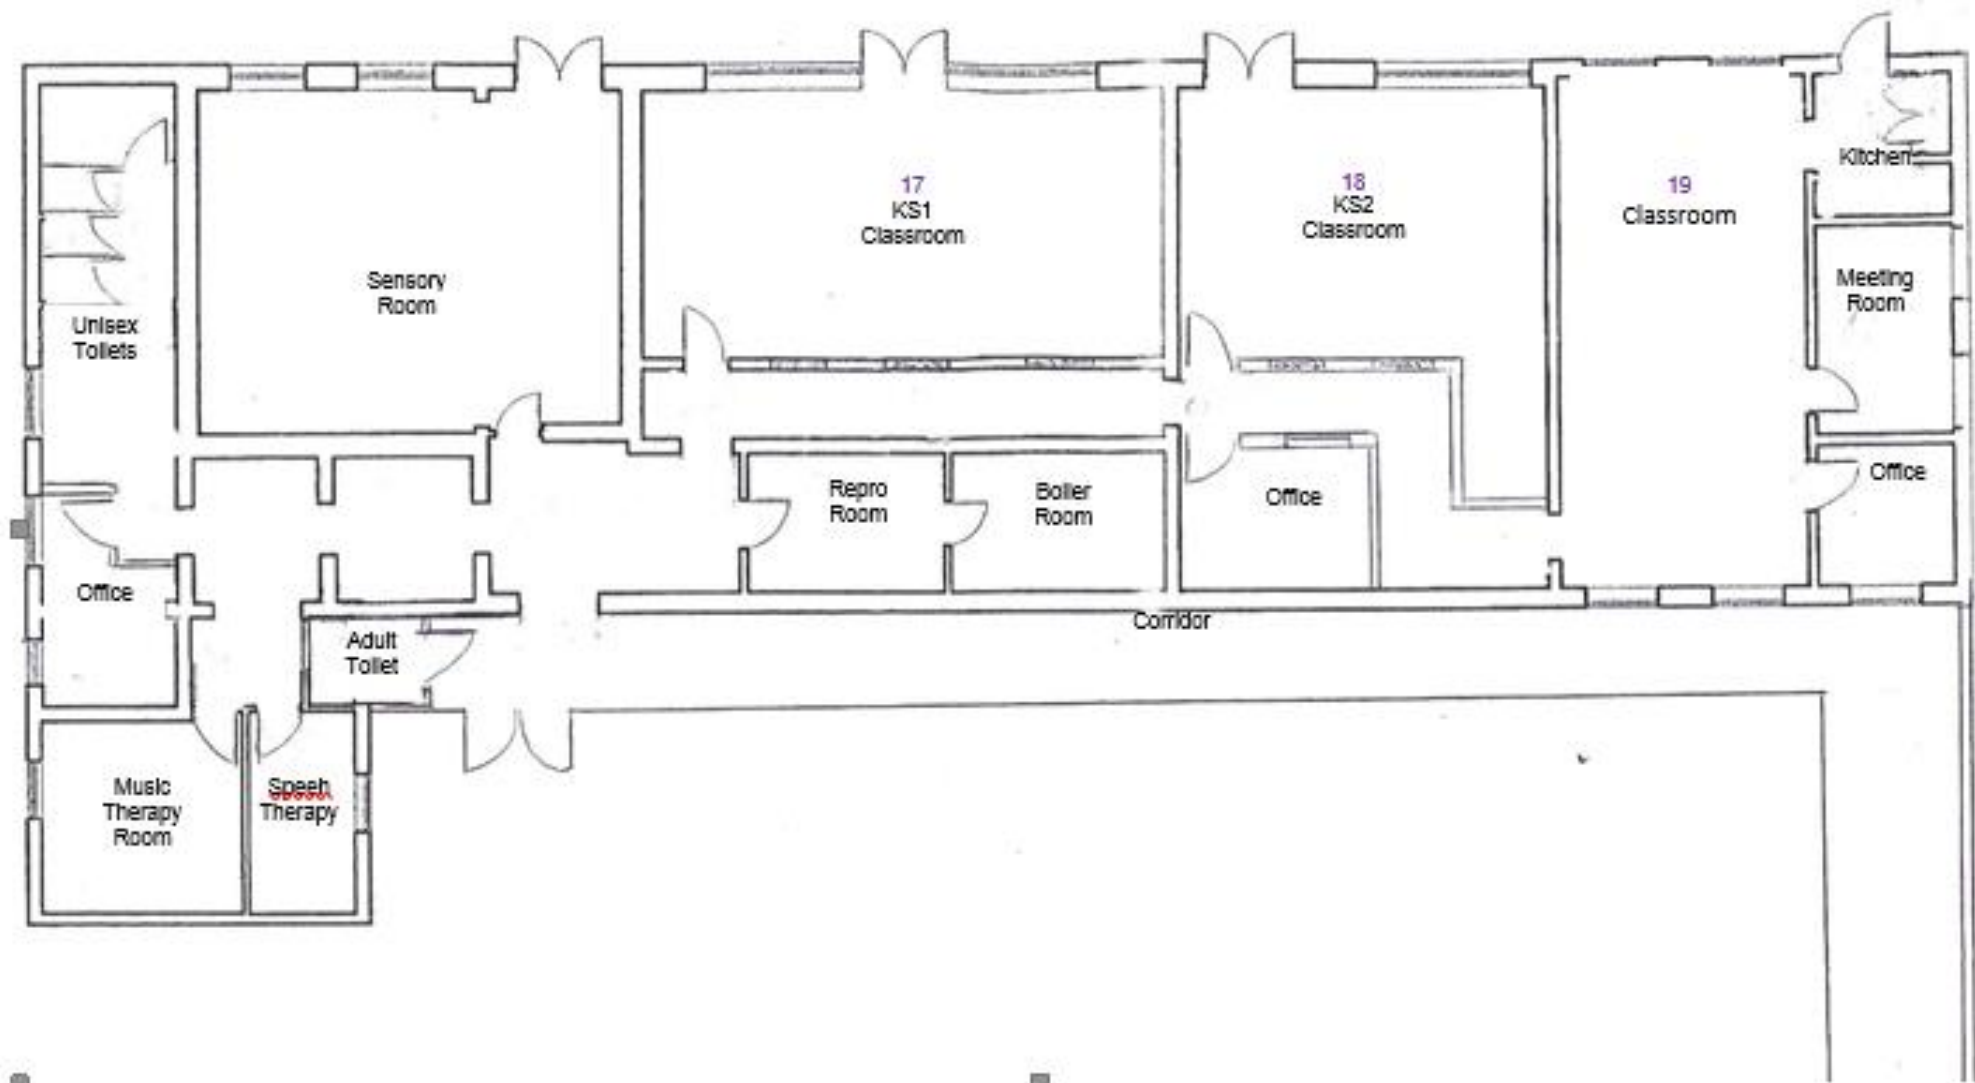 17
KS1
Classroom
18
KS2
Classroom
19
Classroom
Kitchen
Sensory
Room
Meeting
Room
Unisex
Toilets
Repro
Room
Boiler
Room
Office
Office
Office
Adult
Toilet
Corridor
Music
Therapy
Room
Speeh
Therapy